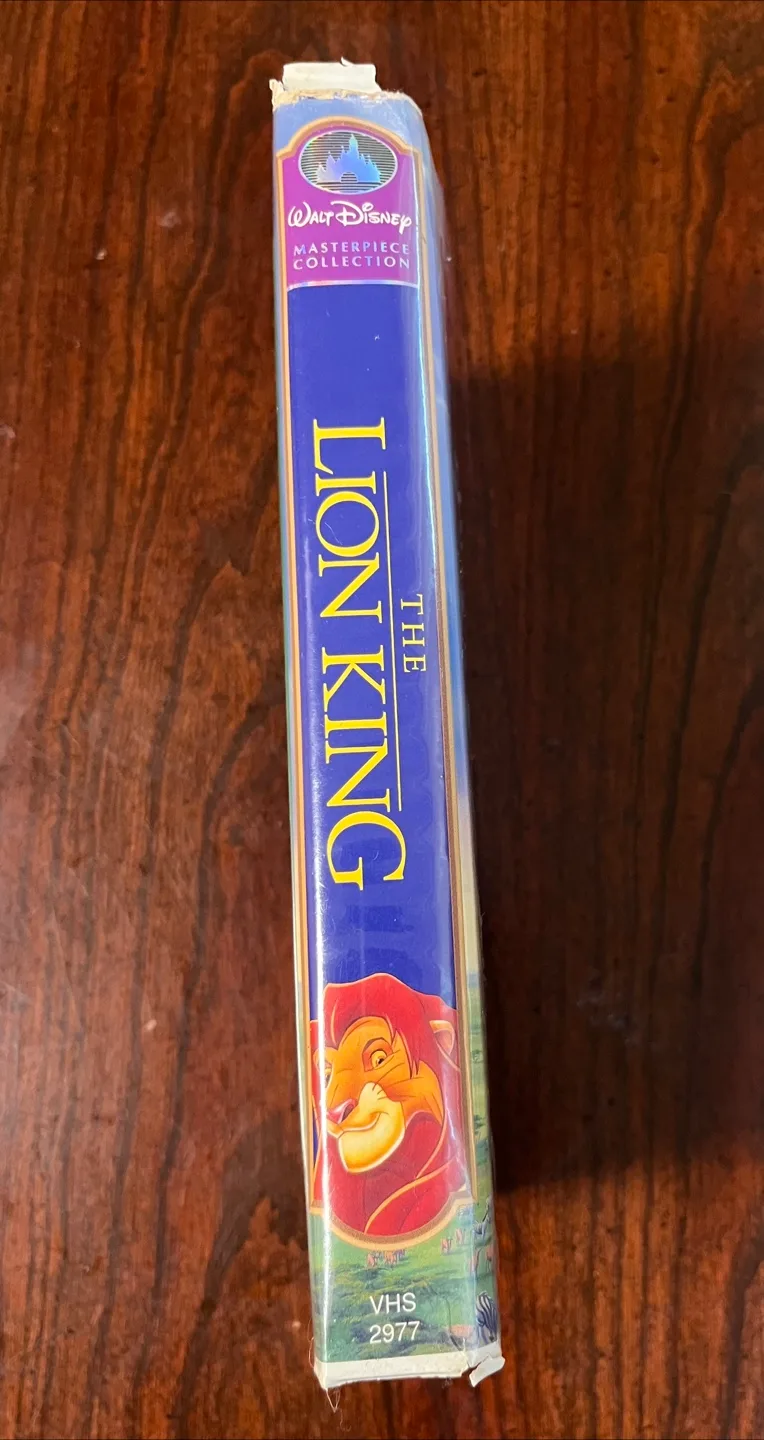 WALT DISNEY
MASTERPIECE
COLLECTION
THE
LION KING
VHS
2977